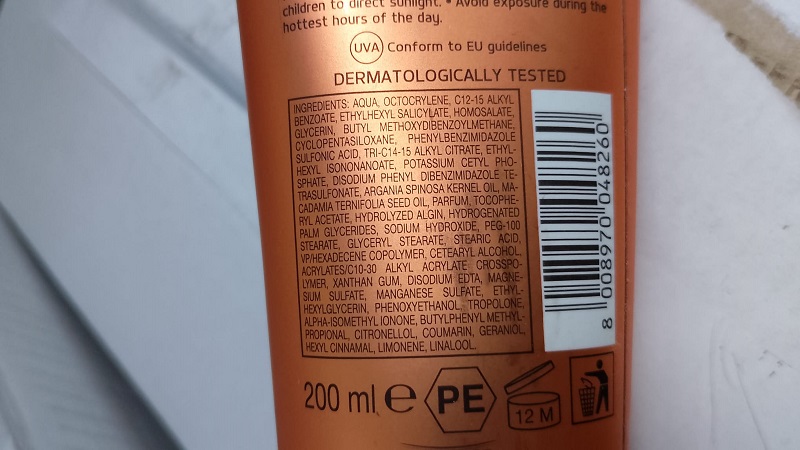 children to direct sunlight. • Avoid exposure during the
hottest hours of the day.
UVA Conform to EU guidelines
DERMATOLOGICALLY TESTED
INGREDIENTS: AQUA, OCTOCRYLENE, C12-15 ALKYL
BENZOATE, ETHYLHEXYL SALICYLATE, HOMOSALATE,
GLYCERIN, BUTYL METHOXYDIBENZOYLMETHANE,
CYCLOPENTASILOXANE, PHENYLBENZIMIDAZOLE
SULFONIC ACID, TRI-C14-15 ALKYL CITRATE, ETHYL-
HEXYL ISONONANOATE, POTASSIUM CETYL PHO-
SPHATE, DISODIUM PHENYL DIBENZIMIDAZOLE TE-
TRASULFONATE, ARGANIA SPINOSA KERNEL OIL, MA-
CADAMIA TERNIFOLIA SEED OIL, PARFUM, TOCOPHE-
RYL ACETATE, HYDROLYZED ALGIN, HYDROGENATED
PALM GLYCERIDES, SODIUM HYDROXIDE, PEG-100
STEARATE, GLYCERYL STEARATE, STEARIC ACID,
VP/HEXADECENE COPOLYMER, CETEARYL ALCOHOL,
ACRYLATES/C10-30 ALKYL ACRYLATE CROSSPO-
LYMER, XANTHAN GUM, DISODIUM EDTA, MAGNE-
SIUM SULFATE, MANGANESE SULFATE, ETHYL-
HEXYLGLYCERIN, PHENOXYETHANOL, TROPOLONE,
ALPHA-ISOMETHYL IONONE, BUTYLPHENYL METHYL-
PROPIONAL, CITRONELLOL, COUMARIN, GERANIOL,
HEXYL CINNAMAL, LIMONENE, LINALOOL.
8 008970 048260
200 ml e PE 12 M